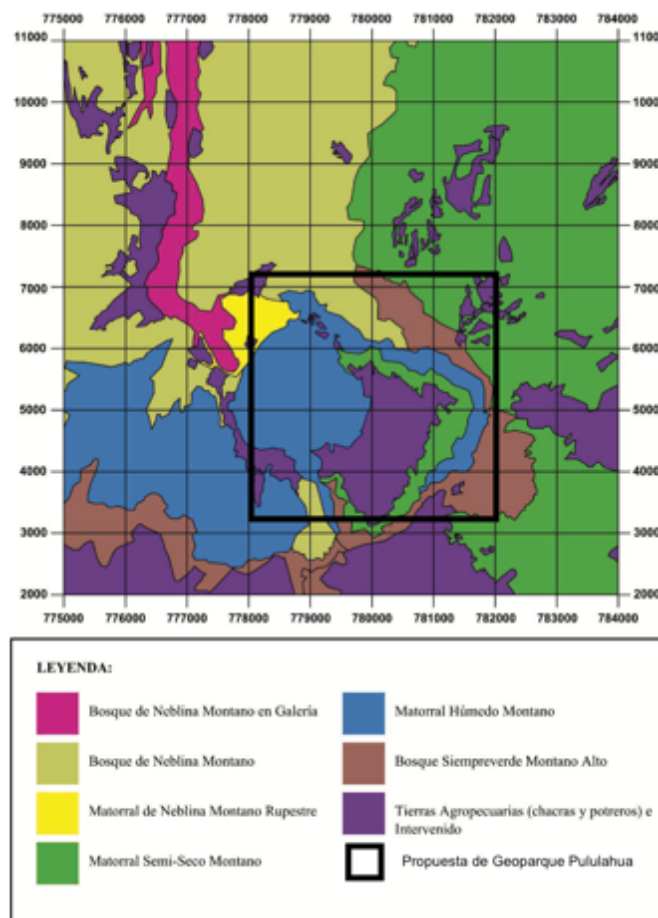 775000 776000 777000 778000 779000 780000 781000 782000 783000 784000
11000 11000
10000 10000
9000 9000
8000 8000
7000 7000
6000 6000
5000 5000
4000 4000
3000 3000
2000 2000
775000 776000 777000 778000 779000 780000 781000 782000 783000 784000
LEYENDA:
Bosque de Neblina Montano en Galería
Bosque de Neblina Montano
Matorral de Neblina Montano Rupestre
Matorral Semi-Seco Montano
Matorral Húmedo Montano
Bosque Siempreverde Montano Alto
Tierras Agropecuarías (chacras y potreros) e
Intervenido
Propuesta de Geoparque Pululahua